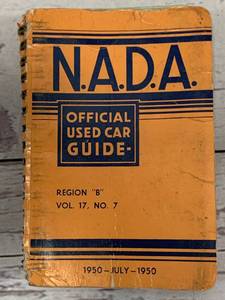 N.A.D.A.
OFFICIAL
USED CAR
GUIDE-
REGION "B"
VOL. 17, NO. 7
1950-JULY-1950